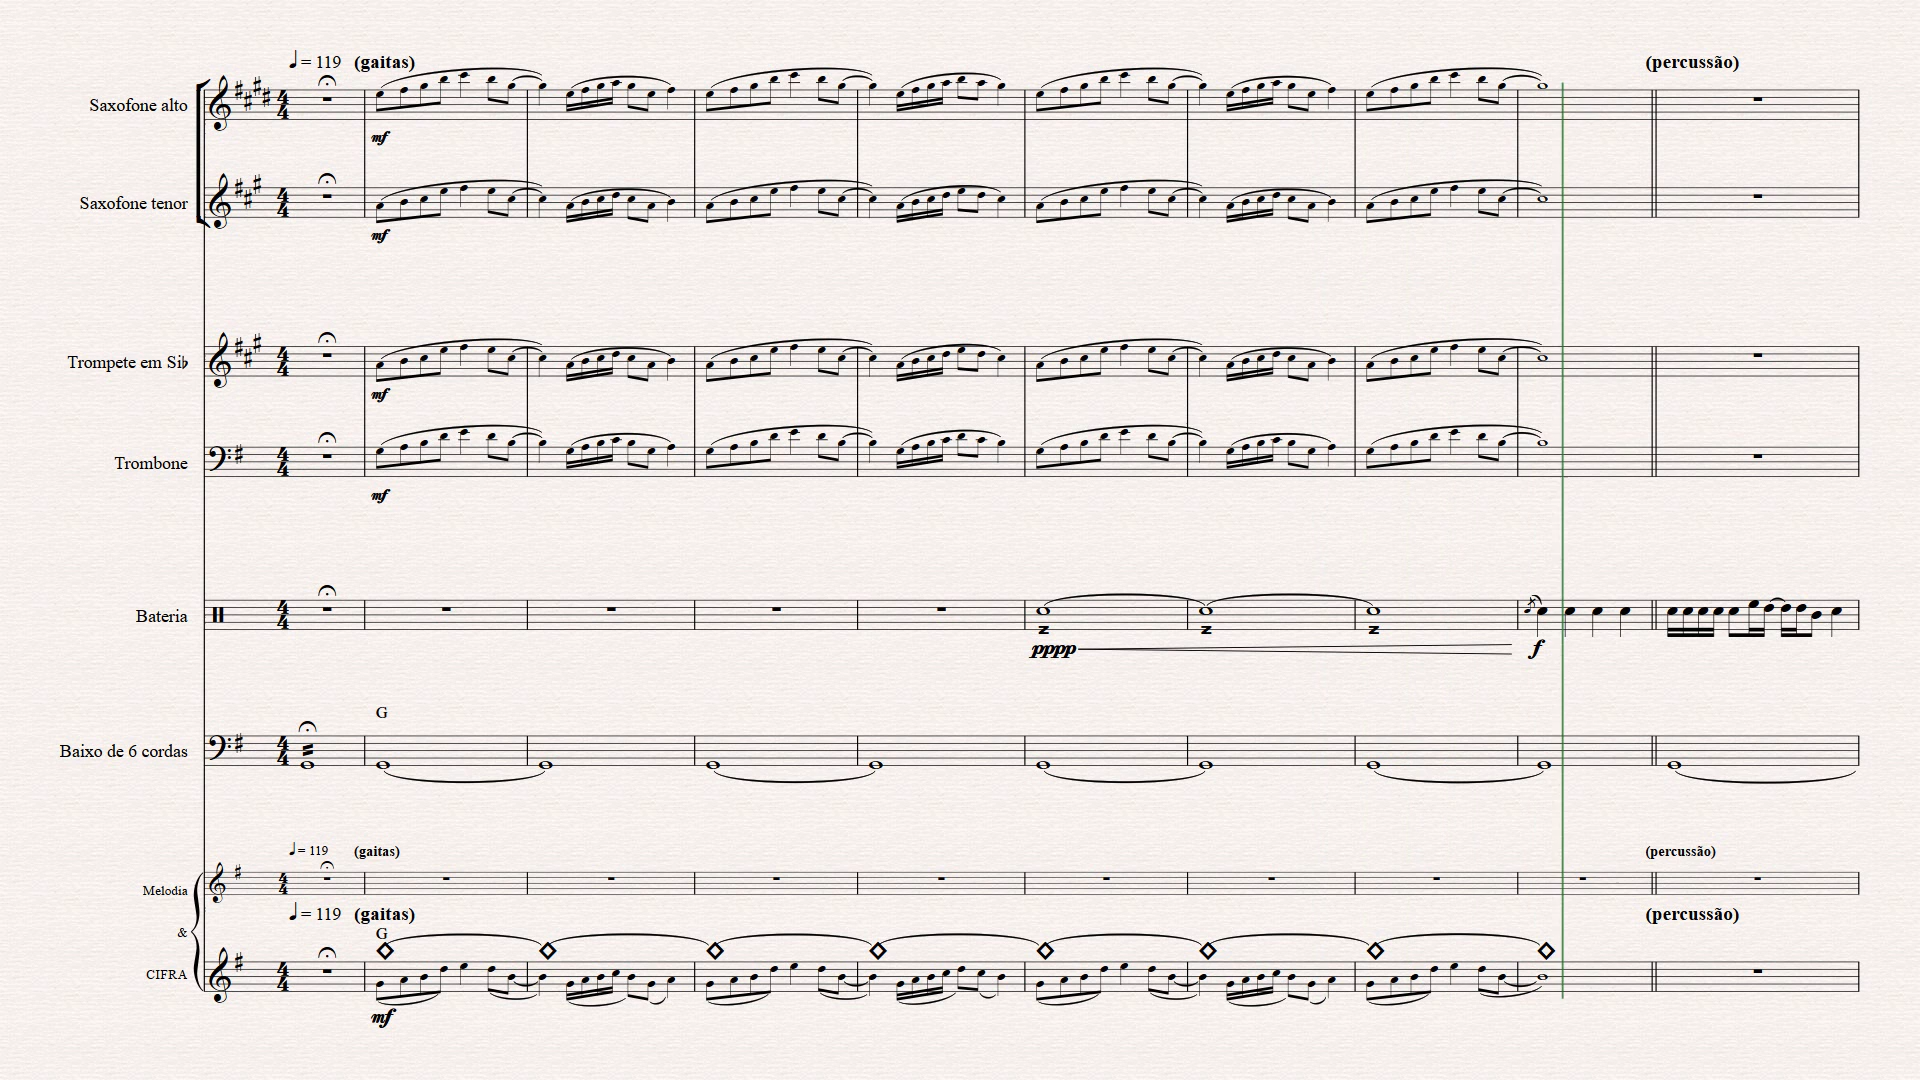 ♩= 119 (gaitas) (percussão)
Saxofone alto
mf
Saxofone tenor
mf
Trompete em Si♭
mf
Trombone
mf
Bateria
z z z
pppp f
G
Baixo de 6 cordas
♩= 119 (gaitas) (percussão)
Melodia
♩= 119 (gaitas) (percussão)
&
G
CIFRA
mf